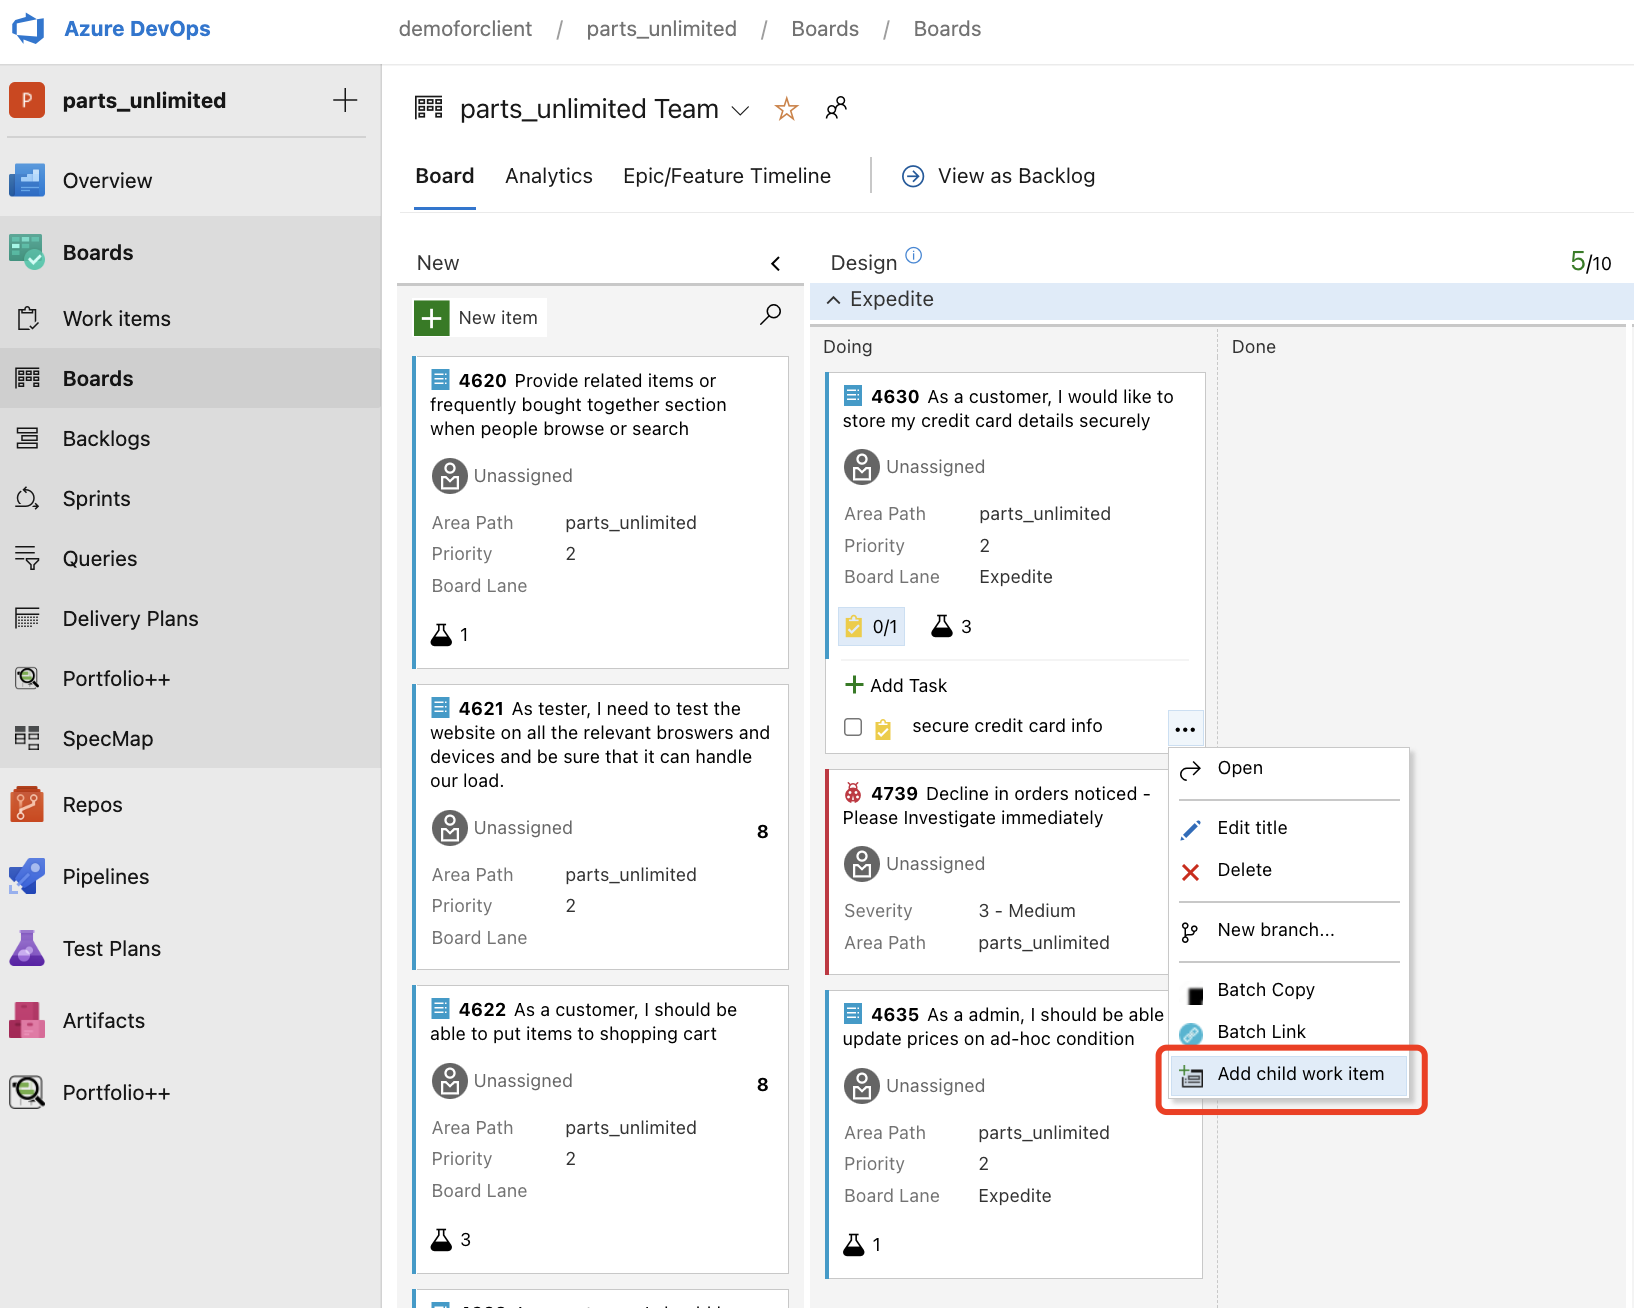 Azure DevOps
demoforclient / parts_unlimited / Boards / Boards
P parts_unlimited
Overview
Boards
Work items
Boards
Backlogs
Sprints
Queries
Delivery Plans
Portfolio++
SpecMap
Repos
Pipelines
Test Plans
Artifacts
Portfolio++
parts_unlimited Team
Board Analytics Epic/Feature Timeline View as Backlog
New
New item
4620 Provide related items or
frequently bought together section
when people browse or search
Unassigned
Area Path parts_unlimited
Priority 2
Board Lane
1
4621 As tester, I need to test the
website on all the relevant broswers and
devices and be sure that it can handle
our load.
Unassigned 8
Area Path parts_unlimited
Priority 2
Board Lane
4622 As a customer, I should be
able to put items to shopping cart
Unassigned 8
Area Path parts_unlimited
Priority 2
Board Lane
3
Design 5/10
Expedite
Doing Done
4630 As a customer, I would like to
store my credit card details securely
Unassigned
Area Path parts_unlimited
Priority 2
Board Lane Expedite
0/1 3
Add Task
secure credit card info
4739 Decline in orders noticed -
Please Investigate immediately
Unassigned
Severity 3 - Medium
Area Path parts_unlimited
4635 As a admin, I should be able
update prices on ad-hoc condition
Unassigned
Area Path parts_unlimited
Priority 2
Board Lane Expedite
1
Open
Edit title
Delete
New branch...
Batch Copy
Batch Link
Add child work item